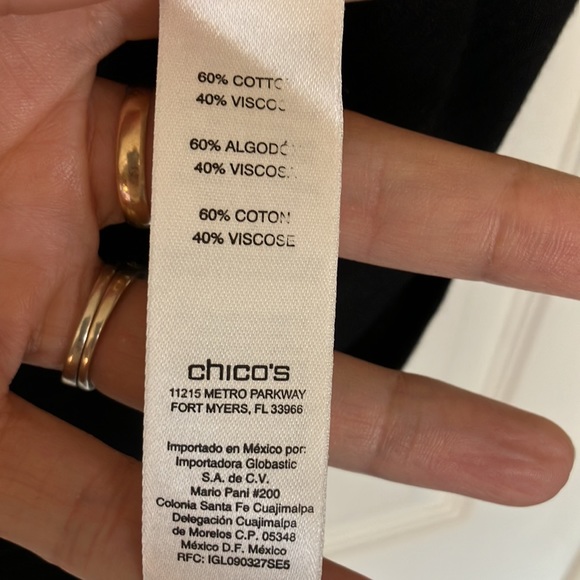 60% COTTO
40% VISCOS
60% ALGODÓ
40% VISCOSA
60% COTON
40% VISCOSE
chico's
11215 METRO PARKWAY
FORT MYERS, FL 33966
Importado en México por:
Importadora Globastic
S.A. de C.V.
Mario Pani #200
Colonia Santa Fe Cuajimalpa
Delegación Cuajimalpa
de Morelos C.P. 05348
México D.F. México
RFC: IGL090327SE5